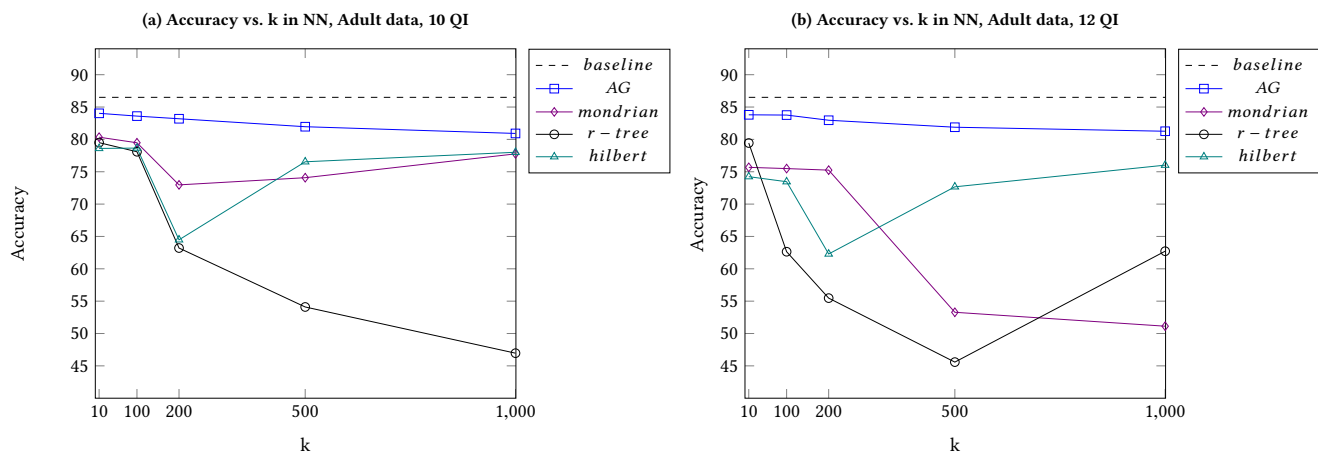 (a) Accuracy vs. k in NN, Adult data, 10 QI
90
85
80
75
70
65
60
55
50
45
Accuracy
10 100 200 500 1,000
k
baseline
AG
mondrian
r − tree
hilbert
(b) Accuracy vs. k in NN, Adult data, 12 QI
90
85
80
75
70
65
60
55
50
45
Accuracy
10 100 200 500 1,000
k
baseline
AG
mondrian
r − tree
hilbert